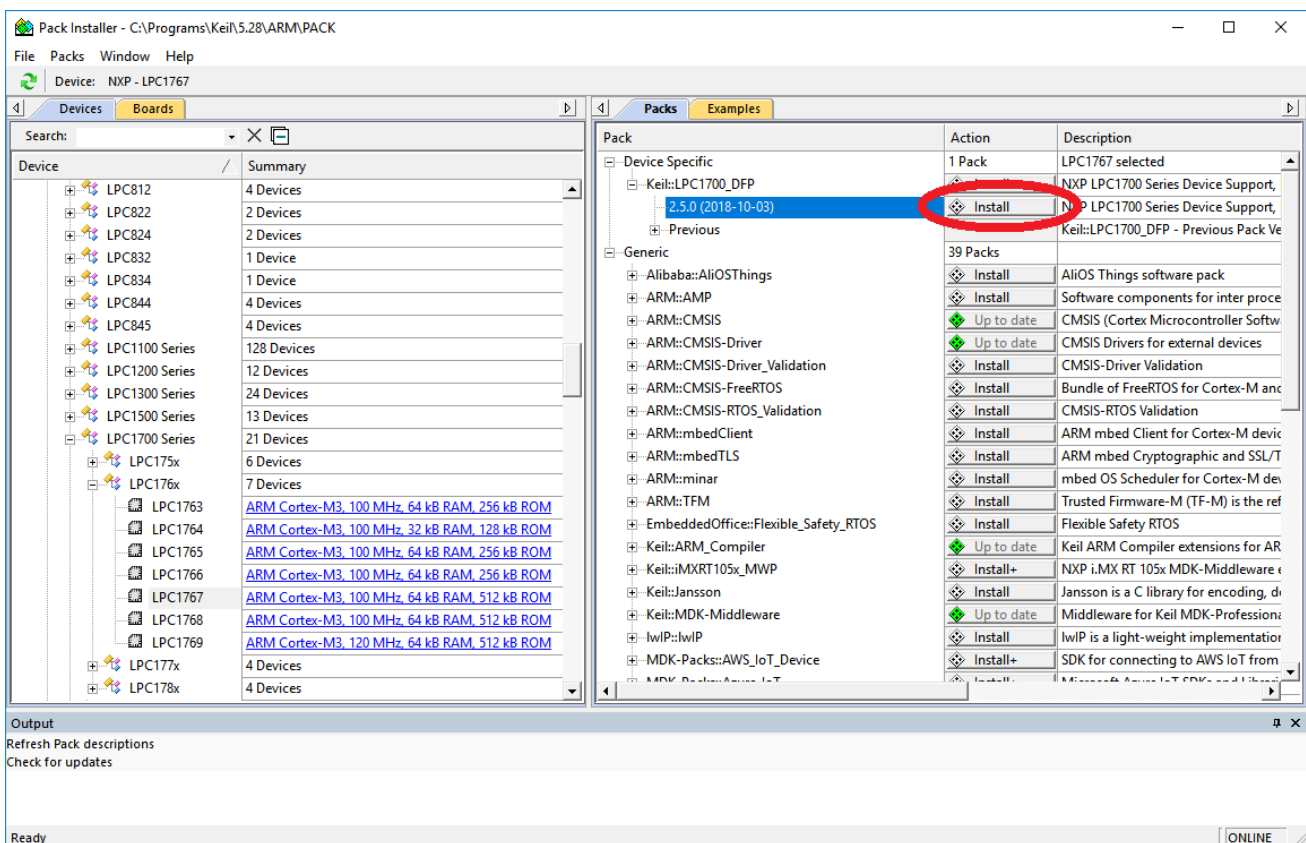 Pack Installer - C:\Programs\Keil\5.28\ARM\PACK
File Packs Window Help
Device: NXP - LPC1767
Devices Boards
Search:
Device Summary
LPC812 4 Devices
LPC822 2 Devices
LPC824 2 Devices
LPC832 1 Device
LPC834 1 Device
LPC844 4 Devices
LPC845 4 Devices
LPC1100 Series 128 Devices
LPC1200 Series 12 Devices
LPC1300 Series 24 Devices
LPC1500 Series 13 Devices
LPC1700 Series 21 Devices
LPC175x 6 Devices
LPC176x 7 Devices
LPC1763 ARM Cortex-M3, 100 MHz, 64 kB RAM, 256 kB ROM
LPC1764 ARM Cortex-M3, 100 MHz, 32 kB RAM, 128 kB ROM
LPC1765 ARM Cortex-M3, 100 MHz, 64 kB RAM, 256 kB ROM
LPC1766 ARM Cortex-M3, 100 MHz, 64 kB RAM, 256 kB ROM
LPC1767 ARM Cortex-M3, 100 MHz, 64 kB RAM, 512 kB ROM
LPC1768 ARM Cortex-M3, 100 MHz, 64 kB RAM, 512 kB ROM
LPC1769 ARM Cortex-M3, 120 MHz, 64 kB RAM, 512 kB ROM
LPC177x 4 Devices
LPC178x 4 Devices
Packs Examples
Pack Action Description
Device Specific 1 Pack LPC1767 selected
Keil::LPC1700_DFP NXP LPC1700 Series Device Support,
2.5.0 (2018-10-03) Install NXP LPC1700 Series Device Support,
Previous Keil::LPC1700_DFP - Previous Pack Ve
Generic 39 Packs
Alibaba::AliOSThings Install AliOS Things software pack
ARM::AMP Install Software components for inter proce
ARM::CMSIS Up to date CMSIS (Cortex Microcontroller Softw
ARM::CMSIS-Driver Up to date CMSIS Drivers for external devices
ARM::CMSIS-Driver_Validation Install CMSIS-Driver Validation
ARM::CMSIS-FreeRTOS Install Bundle of FreeRTOS for Cortex-M and
ARM::CMSIS-RTOS_Validation Install CMSIS-RTOS Validation
ARM::mbedClient Install ARM mbed Client for Cortex-M devic
ARM::mbedTLS Install ARM mbed Cryptographic and SSL/T
ARM::minar Install mbed OS Scheduler for Cortex-M dev
ARM::TFM Install Trusted Firmware-M (TF-M) is the ref
EmbeddedOffice::Flexible_Safety_RTOS Install Flexible Safety RTOS
Keil::ARM_Compiler Up to date Keil ARM Compiler extensions for AR
Keil::iMXRT105x_MWP Install+ NXP i.MX RT 105x MDK-Middleware e
Keil::Jansson Install Jansson is a C library for encoding, d
Keil::MDK-Middleware Up to date Middleware for Keil MDK-Professiona
lwIP::lwIP Install lwIP is a light-weight implementation
MDK-Packs::AWS_IoT_Device Install+ SDK for connecting to AWS IoT from
Output
Refresh Pack descriptions
Check for updates
Ready ONLINE